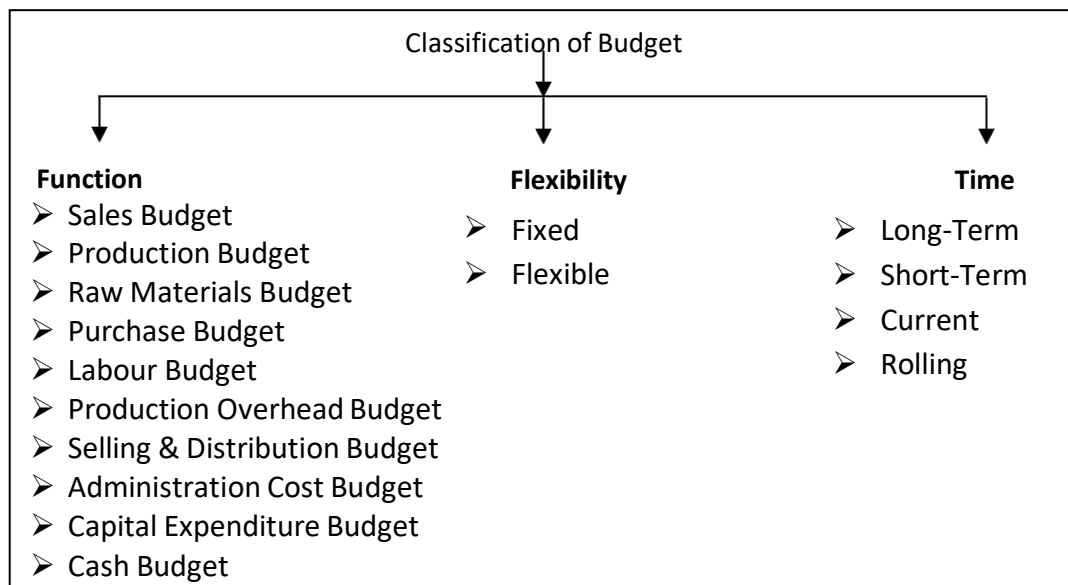 Classification of Budget
Function
➢ Sales Budget
➢ Production Budget
➢ Raw Materials Budget
➢ Purchase Budget
➢ Labour Budget
➢ Production Overhead Budget
➢ Selling & Distribution Budget
➢ Administration Cost Budget
➢ Capital Expenditure Budget
➢ Cash Budget
Flexibility
➢ Fixed
➢ Flexible
Time
➢ Long-Term
➢ Short-Term
➢ Current
➢ Rolling